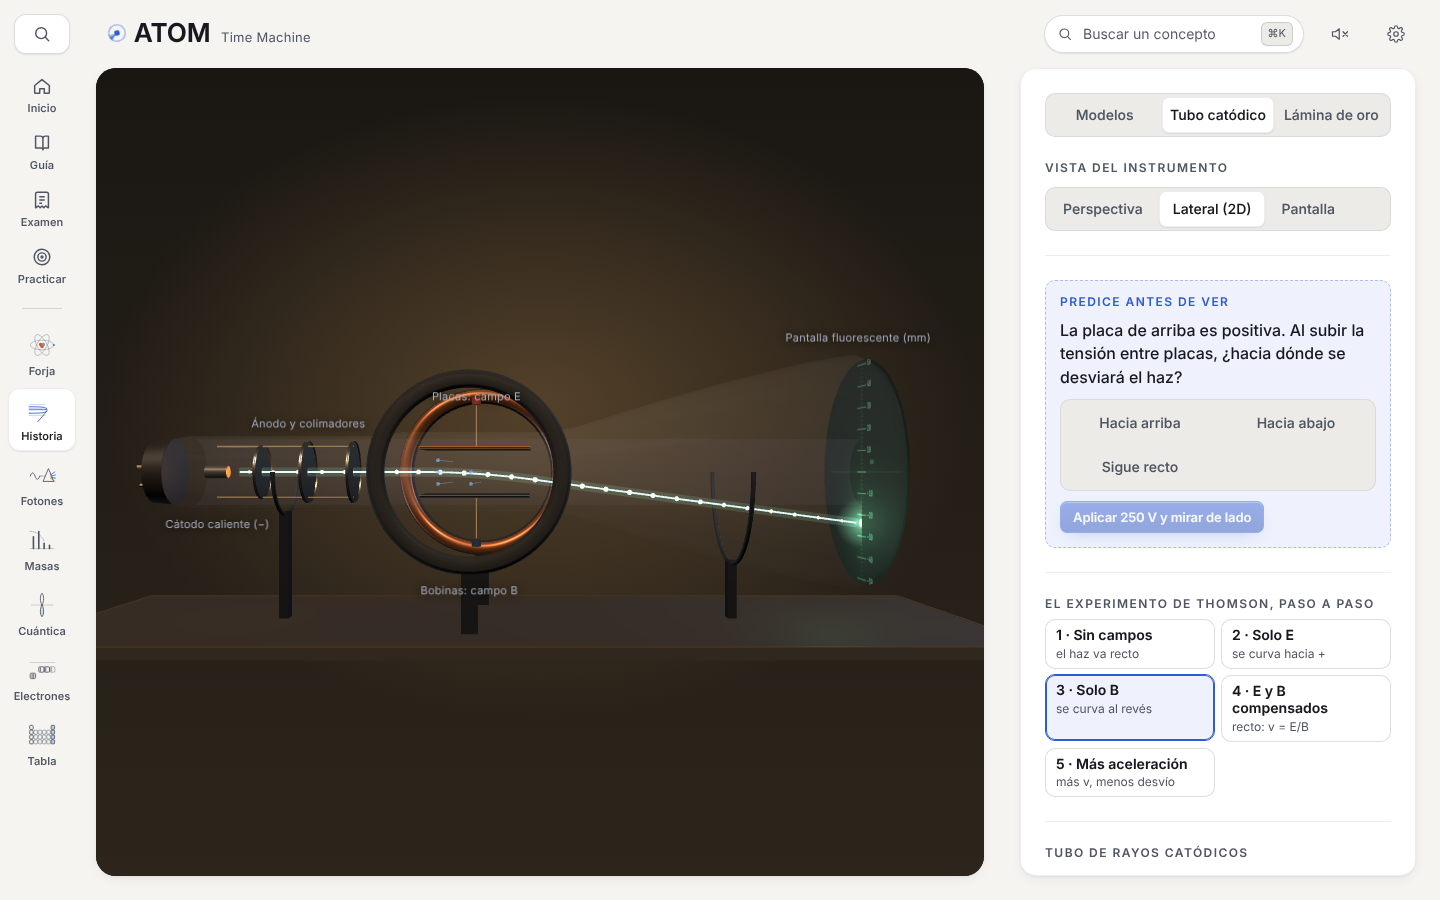 ATOM Time Machine
Buscar un concepto ⌘K
Inicio
Guía
Examen
Practicar
Forja
Historia
Fotones
Masas
Cuántica
Electrones
Tabla
Pantalla fluorescente (mm)
Placas: campo E
Ánodo y colimadores
Cátodo caliente (−)
Bobinas: campo B
Modelos Tubo catódico Lámina de oro
VISTA DEL INSTRUMENTO
Perspectiva Lateral (2D) Pantalla
PREDICE ANTES DE VER
La placa de arriba es positiva. Al subir la
tensión entre placas, ¿hacia dónde se
desviará el haz?
Hacia arriba Hacia abajo
Sigue recto
Aplicar 250 V y mirar de lado
EL EXPERIMENTO DE THOMSON, PASO A PASO
1 · Sin campos
el haz va recto
2 · Solo E
se curva hacia +
3 · Solo B
se curva al revés
4 · E y B
compensados
recto: v = E/B
5 · Más aceleración
más v, menos desvío
TUBO DE RAYOS CATÓDICOS